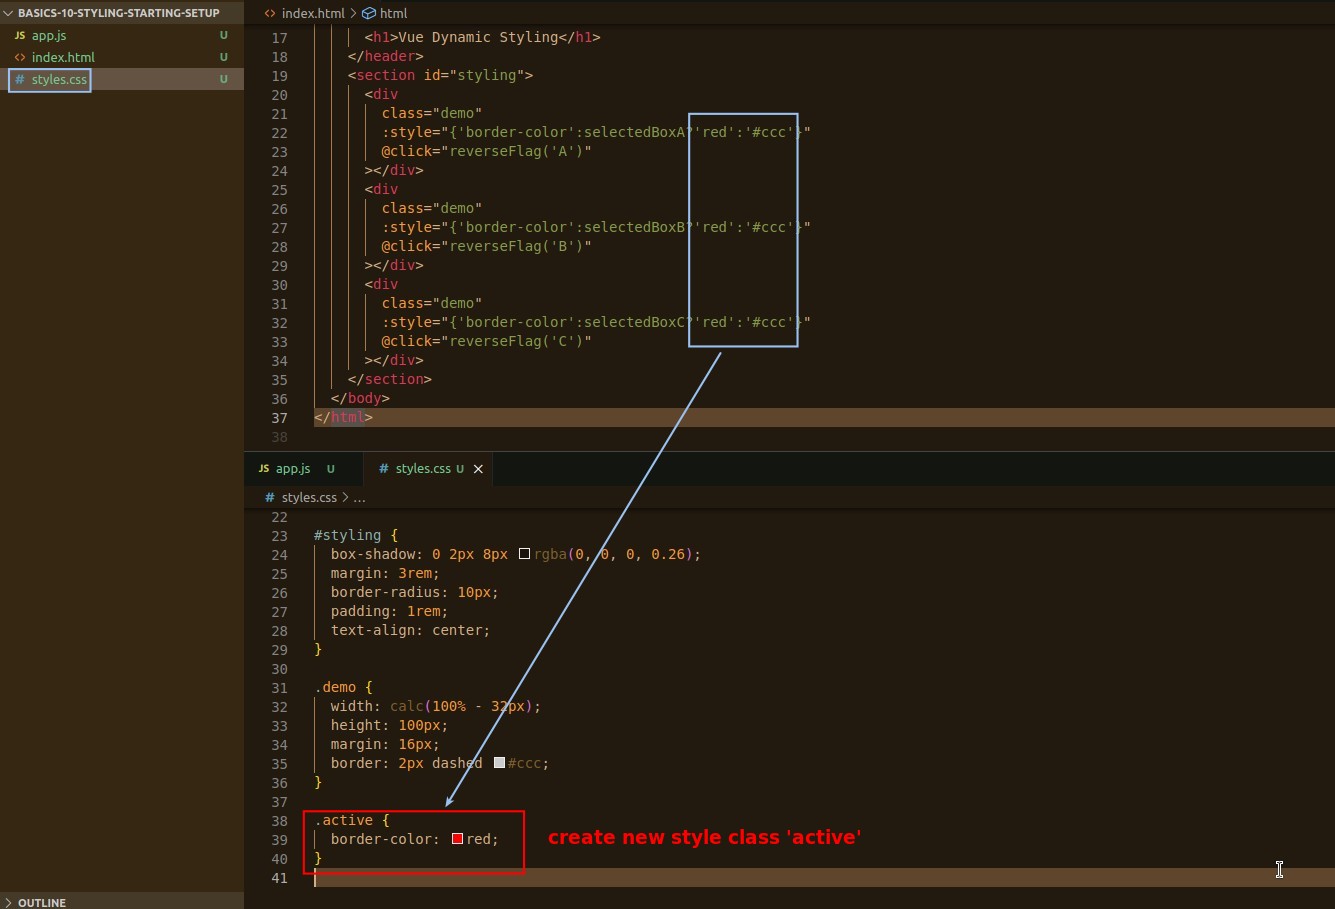 BASICS-10-STYLING-STARTING-SETUP
JS app.js U
<> index.html U
# styles.css U
OUTLINE
<> index.html > html
17 <h1>Vue Dynamic Styling</h1>
18 </header>
19 <section id="styling">
20 <div
21 class="demo"
22 :style="{'border-color':selectedBoxA?'red':'#ccc'}"
23 @click="reverseFlag('A')"
24 ></div>
25 <div
26 class="demo"
27 :style="{'border-color':selectedBoxB?'red':'#ccc'}"
28 @click="reverseFlag('B')"
29 ></div>
30 <div
31 class="demo"
32 :style="{'border-color':selectedBoxC?'red':'#ccc'}"
33 @click="reverseFlag('C')"
34 ></div>
35 </section>
36 </body>
37 </html>
38
JS app.js U # styles.css U
# styles.css > ...
22
23 #styling {
24 box-shadow: 0 2px 8px rgba(0, 0, 0, 0.26);
25 margin: 3rem;
26 border-radius: 10px;
27 padding: 1rem;
28 text-align: center;
29 }
30
31 .demo {
32 width: calc(100% - 32px);
33 height: 100px;
34 margin: 16px;
35 border: 2px dashed #ccc;
36 }
37
38 .active {
39 border-color: red;
40 }
41
create new style class 'active'